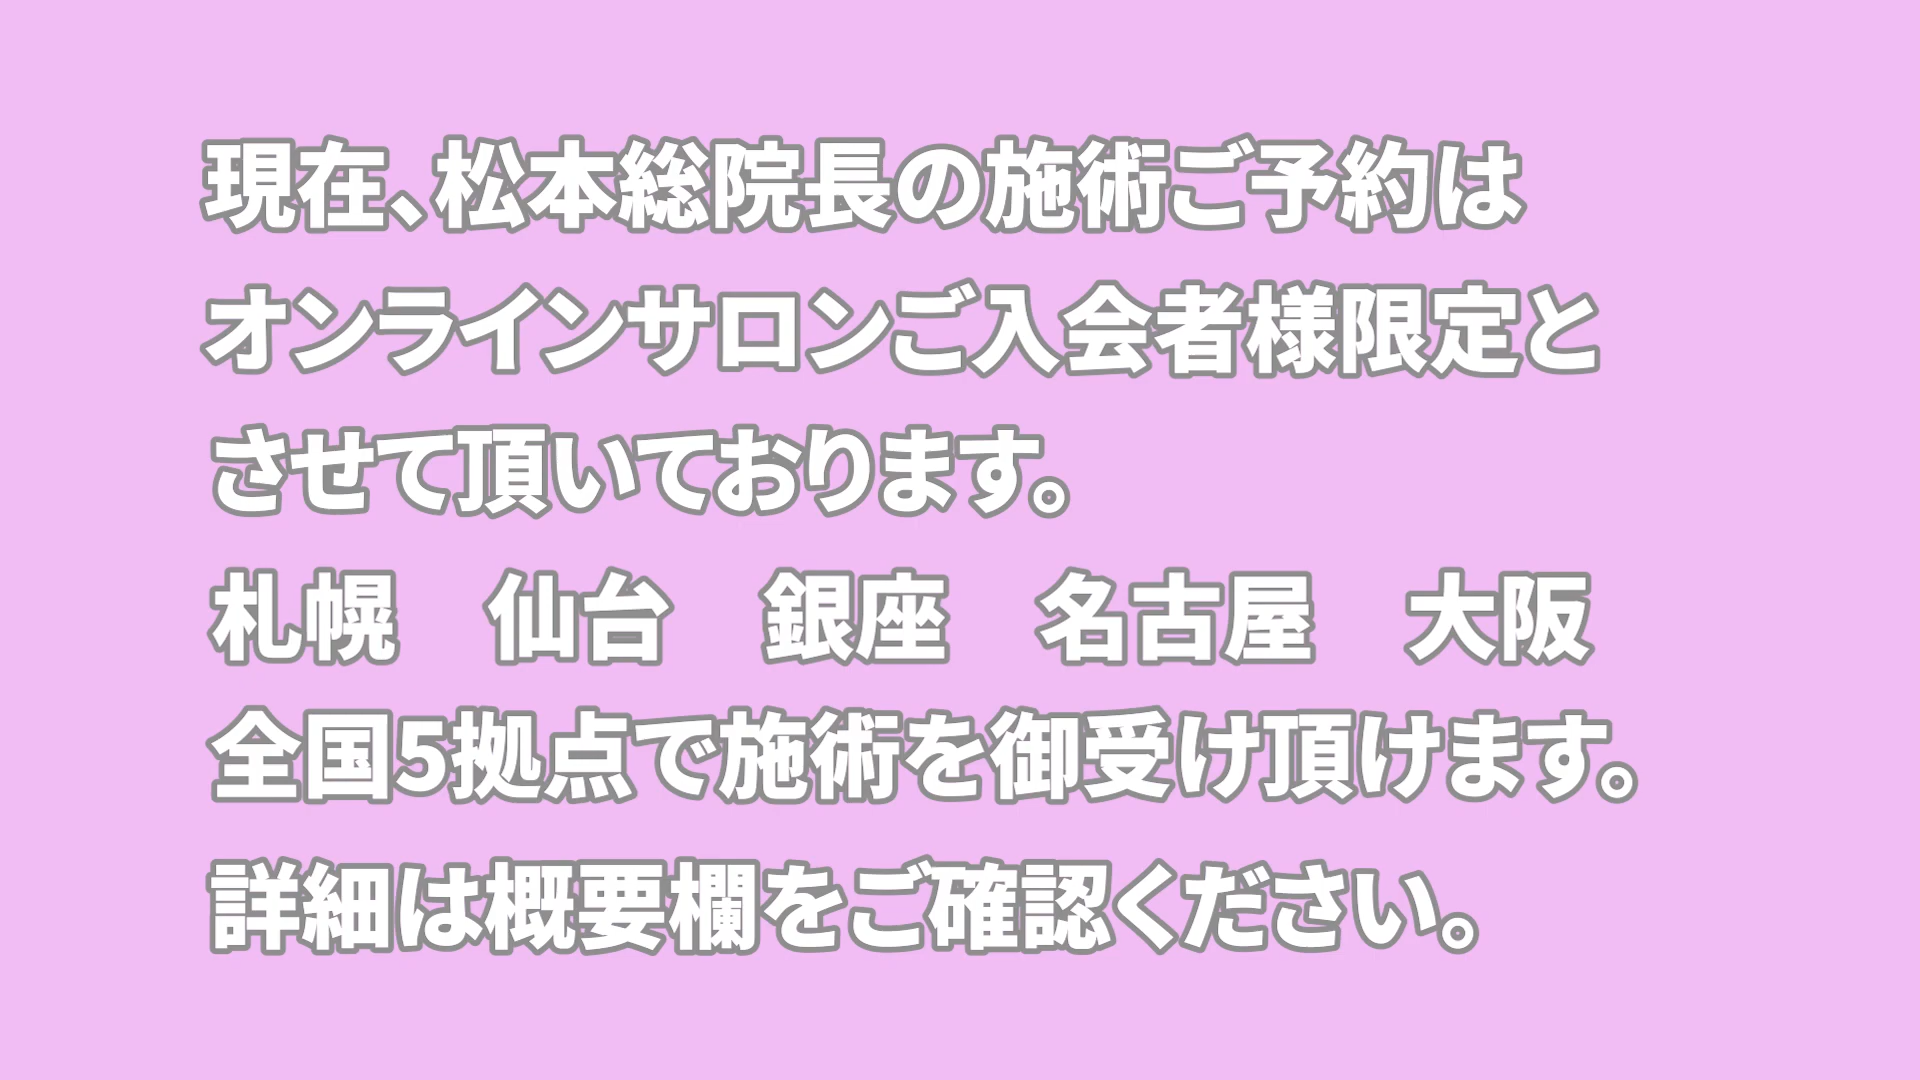 現在、松本総院長の施術ご予約は
オンラインサロンご入会者様限定と
させて頂いております。
札幌　仙台　銀座　名古屋　大阪
全国5拠点で施術を御受け頂けます。
詳細は概要欄をご確認ください。